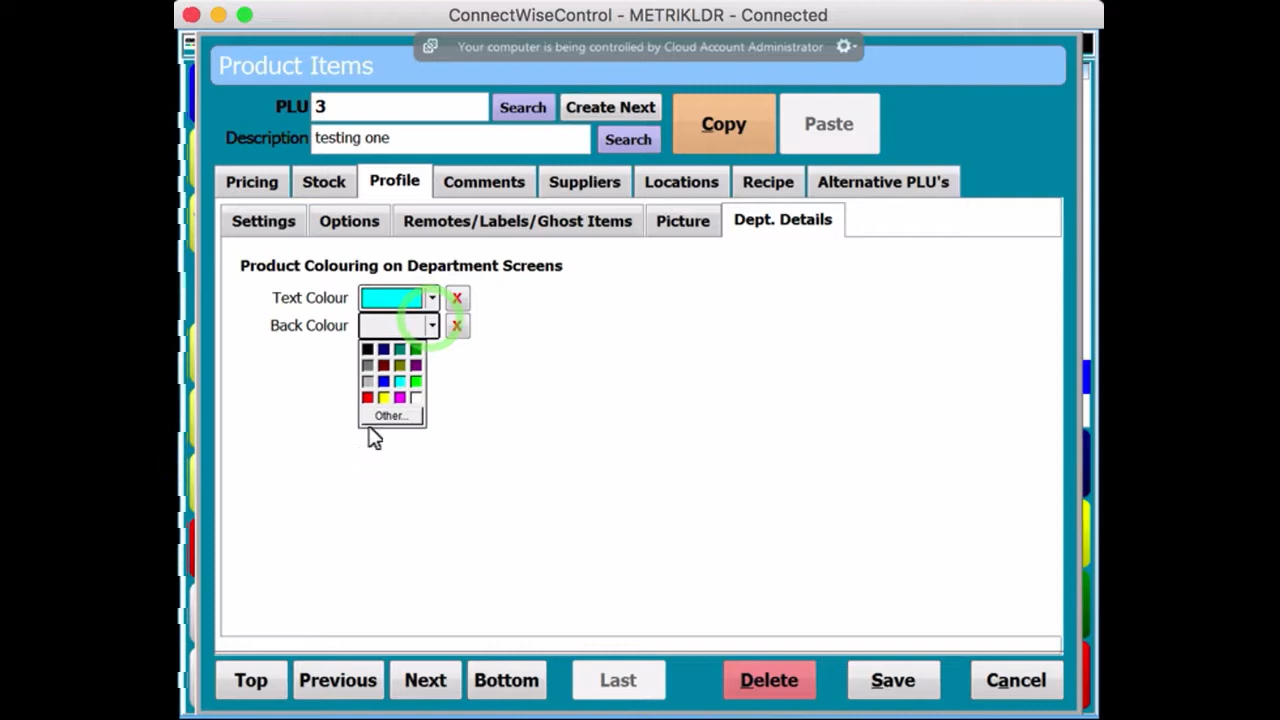 ConnectWiseControl - METRIKLDR - Connected
Your computer is being controlled by Cloud Account Administrator
Product Items
PLU 3 Search Create Next Copy Paste
Description testing one Search
Pricing Stock Profile Comments Suppliers Locations Recipe Alternative PLU's
Settings Options Remotes/Labels/Ghost Items Picture Dept. Details
Product Colouring on Department Screens
Text Colour X
Back Colour X
Other...
Top Previous Next Bottom Last Delete Save Cancel